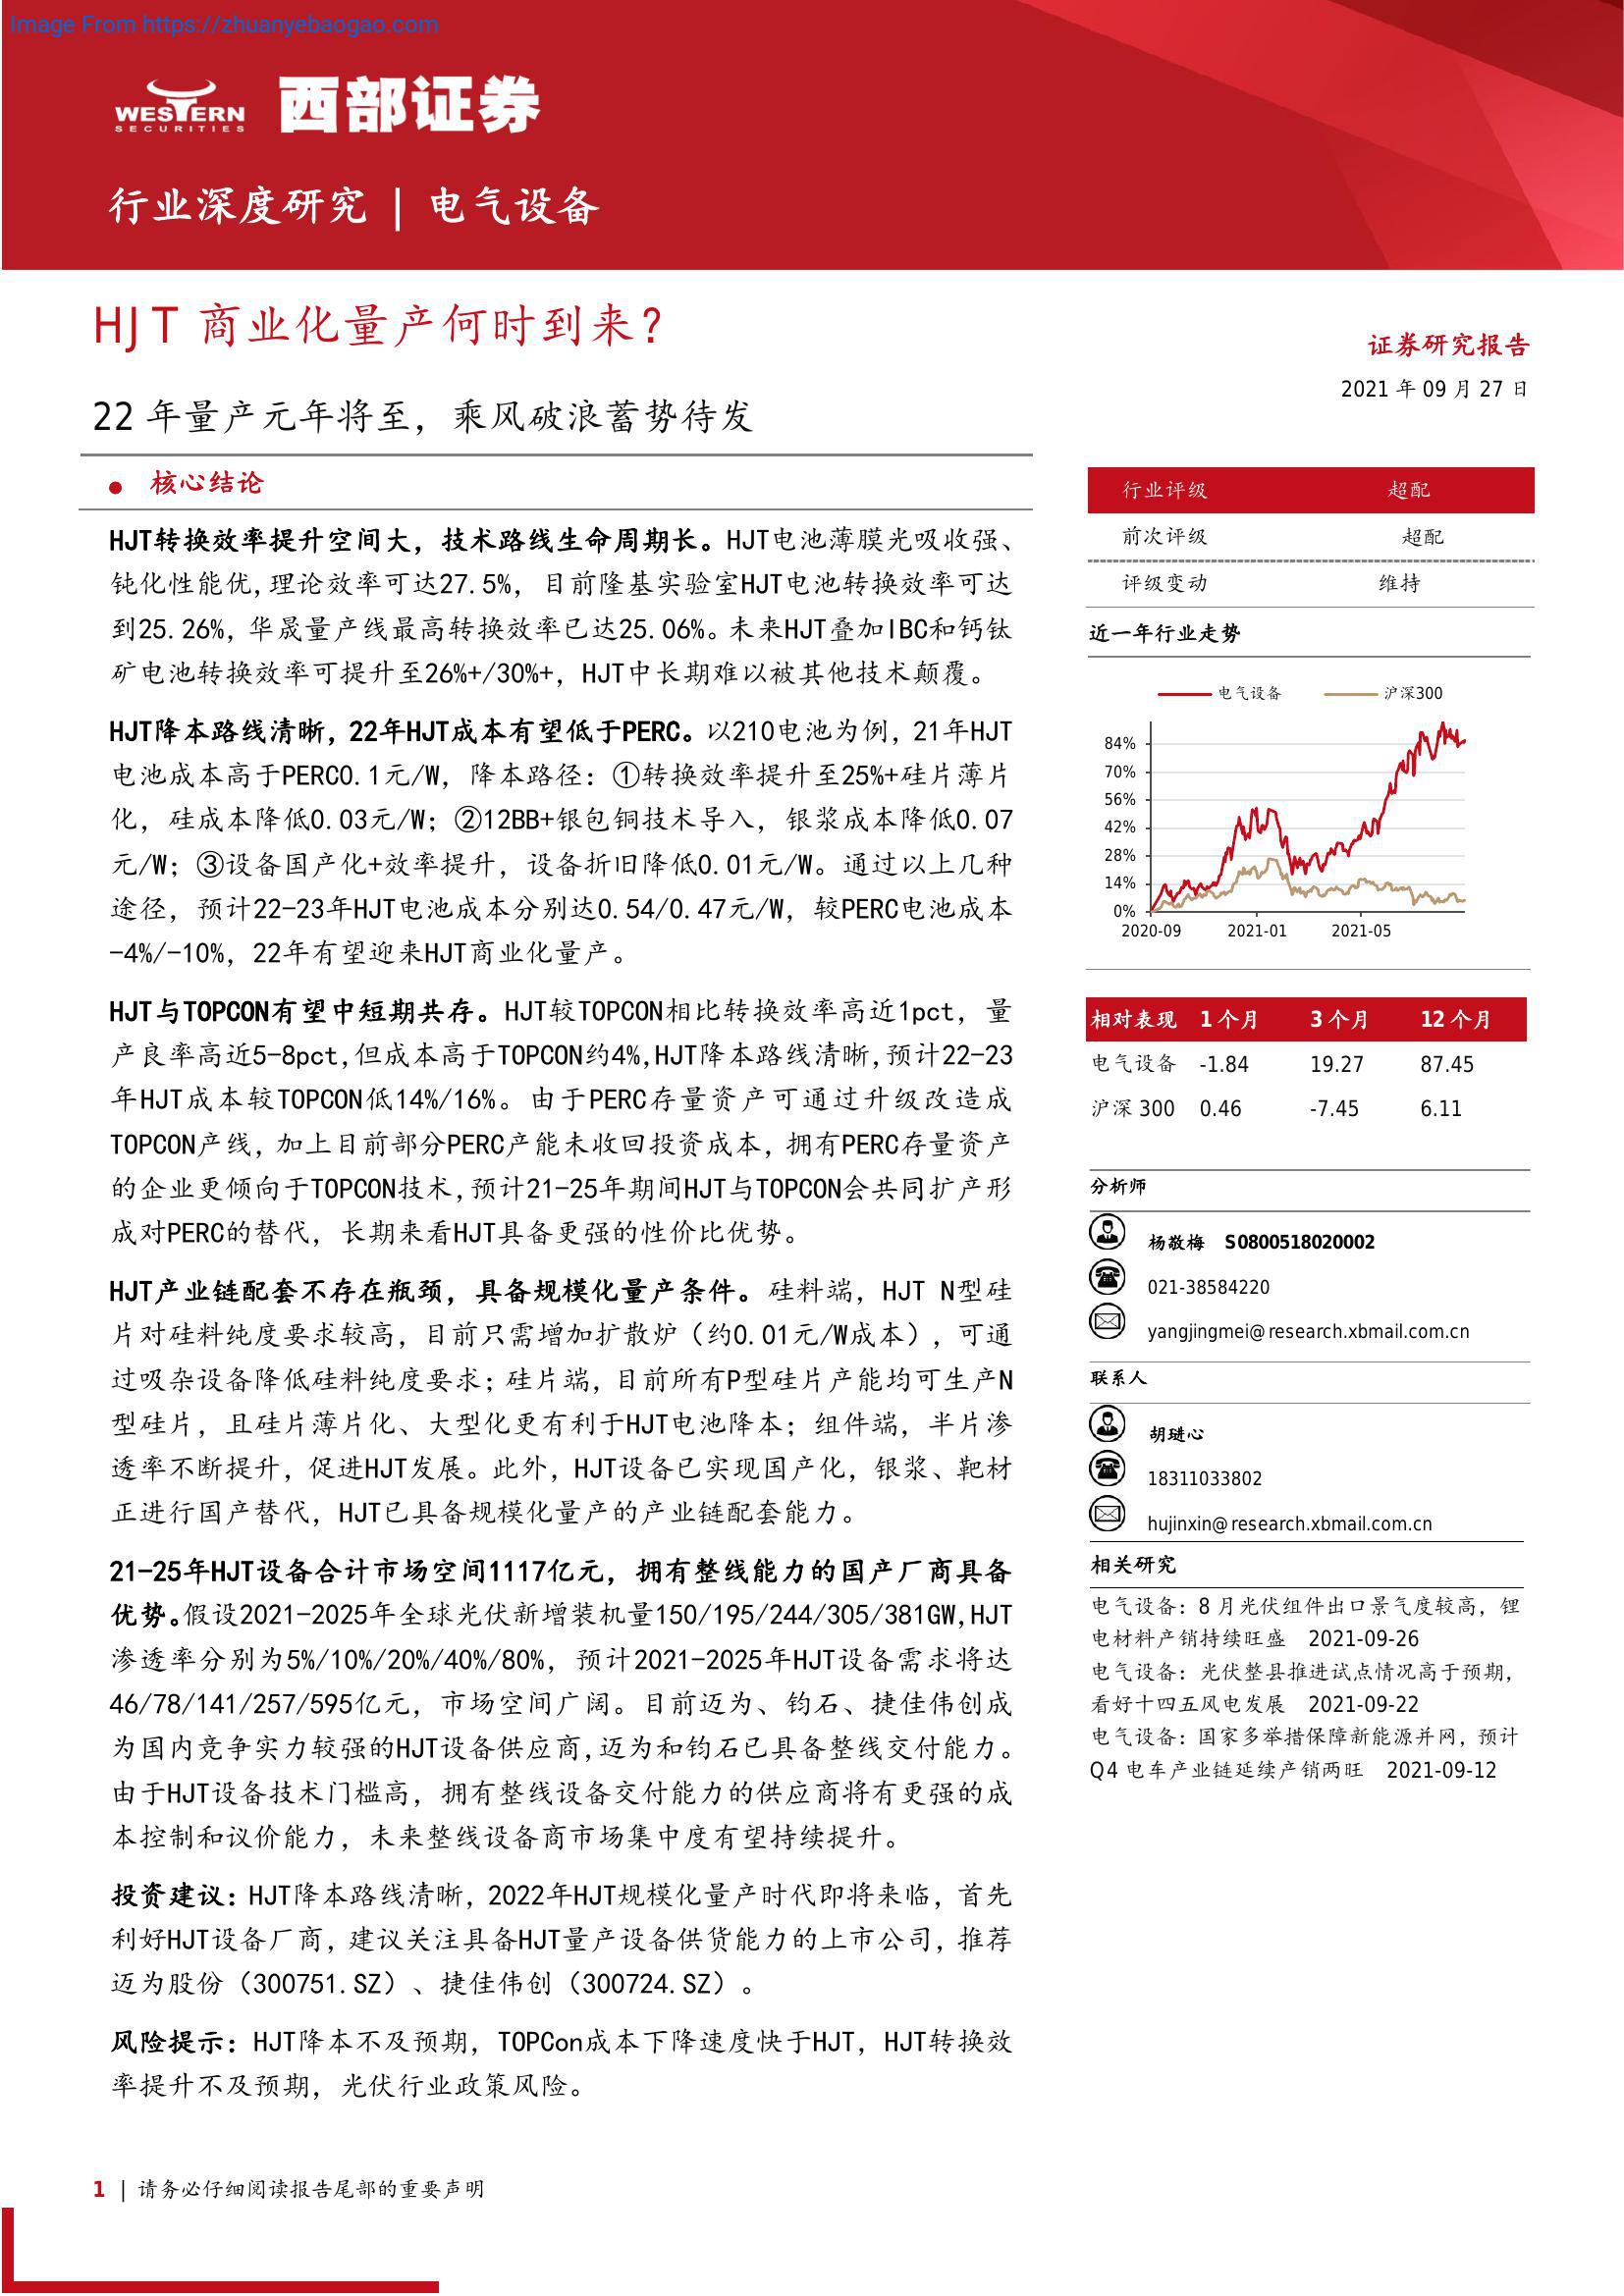 Image From https://zhuanyebaogao.com
WESTERN
SECURITIES
西部证券
行业深度研究 | 电气设备
HJT 商业化量产何时到来？
22 年量产元年将至，乘风破浪蓄势待发
● 核心结论
HJT转换效率提升空间大，技术路线生命周期长。HJT电池薄膜光吸收强、
钝化性能优,理论效率可达27.5%，目前隆基实验室HJT电池转换效率可达
到25.26%，华晟量产线最高转换效率已达25.06%。未来HJT叠加IBC和钙钛
矿电池转换效率可提升至26%+/30%+，HJT中长期难以被其他技术颠覆。
HJT降本路线清晰，22年HJT成本有望低于PERC。以210电池为例，21年HJT
电池成本高于PERC0.1元/W，降本路径：①转换效率提升至25%+硅片薄片
化，硅成本降低0.03元/W；②12BB+银包铜技术导入，银浆成本降低0.07
元/W；③设备国产化+效率提升，设备折旧降低0.01元/W。通过以上几种
途径，预计22-23年HJT电池成本分别达0.54/0.47元/W，较PERC电池成本
-4%/-10%，22年有望迎来HJT商业化量产。
HJT与TOPCON有望中短期共存。HJT较TOPCON相比转换效率高近1pct，量
产良率高近5-8pct,但成本高于TOPCON约4%,HJT降本路线清晰,预计22-23
年HJT成本较TOPCON低14%/16%。由于PERC存量资产可通过升级改造成
TOPCON产线，加上目前部分PERC产能未收回投资成本，拥有PERC存量资产
的企业更倾向于TOPCON技术,预计21-25年期间HJT与TOPCON会共同扩产形
成对PERC的替代，长期来看HJT具备更强的性价比优势。
HJT产业链配套不存在瓶颈，具备规模化量产条件。硅料端，HJT N型硅
片对硅料纯度要求较高，目前只需增加扩散炉（约0.01元/W成本），可通
过吸杂设备降低硅料纯度要求；硅片端，目前所有P型硅片产能均可生产N
型硅片，且硅片薄片化、大型化更有利于HJT电池降本；组件端，半片渗
透率不断提升，促进HJT发展。此外，HJT设备已实现国产化，银浆、靶材
正进行国产替代，HJT已具备规模化量产的产业链配套能力。
21-25年HJT设备合计市场空间1117亿元，拥有整线能力的国产厂商具备
优势。假设2021-2025年全球光伏新增装机量150/195/244/305/381GW,HJT
渗透率分别为5%/10%/20%/40%/80%，预计2021-2025年HJT设备需求将达
46/78/141/257/595亿元，市场空间广阔。目前迈为、钧石、捷佳伟创成
为国内竞争实力较强的HJT设备供应商,迈为和钧石已具备整线交付能力。
由于HJT设备技术门槛高，拥有整线设备交付能力的供应商将有更强的成
本控制和议价能力，未来整线设备商市场集中度有望持续提升。
投资建议：HJT降本路线清晰，2022年HJT规模化量产时代即将来临，首先
利好HJT设备厂商，建议关注具备HJT量产设备供货能力的上市公司，推荐
迈为股份（300751.SZ）、捷佳伟创（300724.SZ）。
风险提示：HJT降本不及预期，TOPCon成本下降速度快于HJT，HJT转换效
率提升不及预期，光伏行业政策风险。
证券研究报告
2021 年 09 月 27 日
行业评级 超配
前次评级 超配
评级变动 维持
近一年行业走势
电气设备 沪深300
84%
70%
56%
42%
28%
14%
0%
2020-09 2021-01 2021-05
相对表现 1 个月 3 个月 12 个月
电气设备 -1.84 19.27 87.45
沪深 300 0.46 -7.45 6.11
分析师
杨敬梅 S0800518020002
021-38584220
yangjingmei@research.xbmail.com.cn
联系人
胡琎心
18311033802
hujinxin@research.xbmail.com.cn
相关研究
电气设备：8 月光伏组件出口景气度较高，锂
电材料产销持续旺盛 2021-09-26
电气设备：光伏整县推进试点情况高于预期，
看好十四五风电发展 2021-09-22
电气设备：国家多举措保障新能源并网，预计
Q4 电车产业链延续产销两旺 2021-09-12
1 | 请务必仔细阅读报告尾部的重要声明